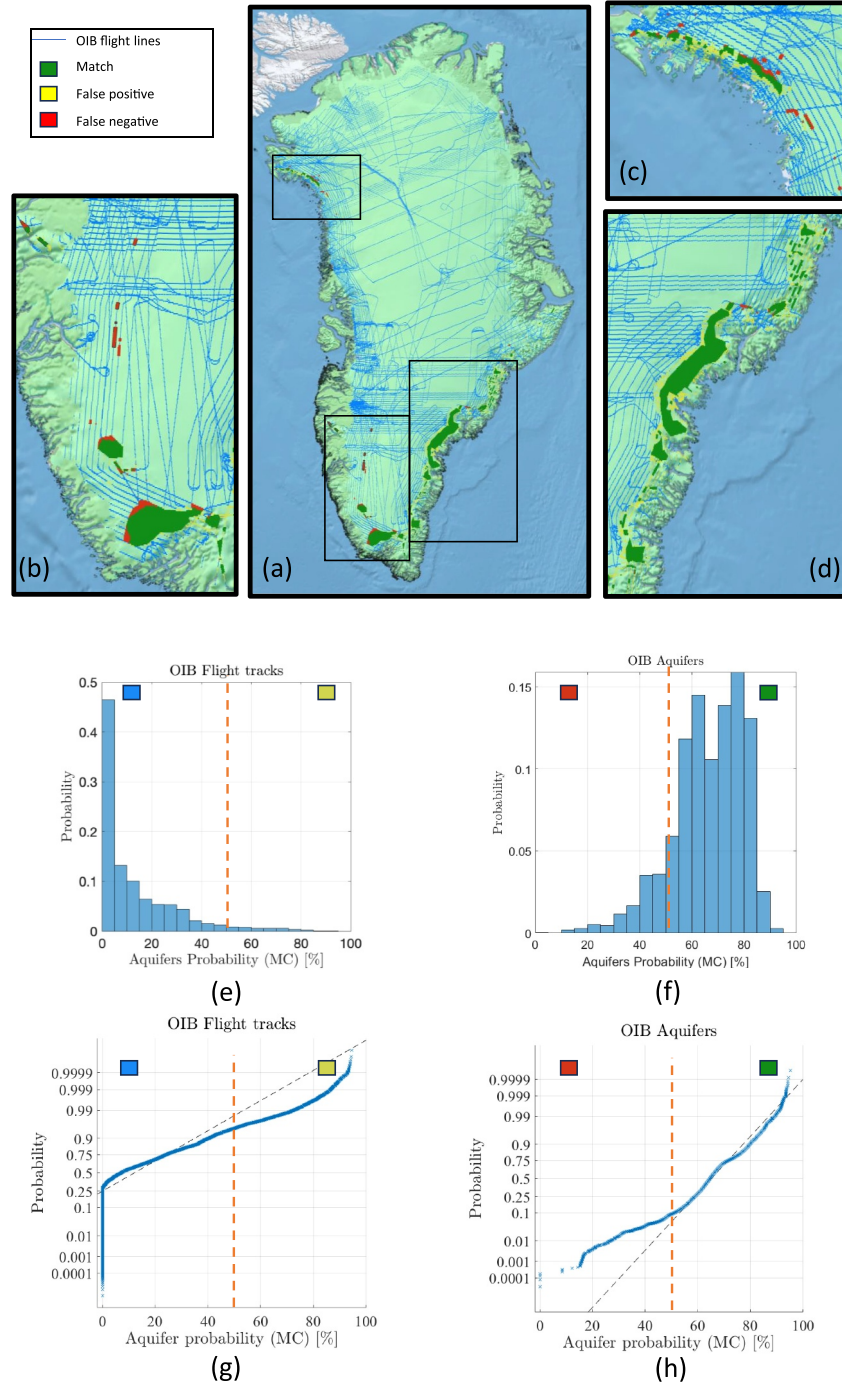 OIB flight lines
Match
False positive
False negative
(a)
(b)
(c)
(d)
OIB Flight tracks
0.5
0.4
0.3
0.2
0.1
0
Probability
0 20 40 60 80 100
Aquifers Probability (MC) [%]
(e)
OIB Aquifers
0.15
0.1
0.05
0
Probability
0 20 40 60 80 100
Aquifers Probability (MC) [%]
(f)
OIB Flight tracks
0.9999
0.999
0.99
0.9
0.75
0.5
0.25
0.1
0.01
0.001
0.0001
Probability
0 20 40 60 80 100
Aquifer probability (MC) [%]
(g)
OIB Aquifers
0.9999
0.999
0.99
0.9
0.75
0.5
0.25
0.1
0.01
0.001
0.0001
Probability
0 20 40 60 80 100
Aquifer probability (MC) [%]
(h)